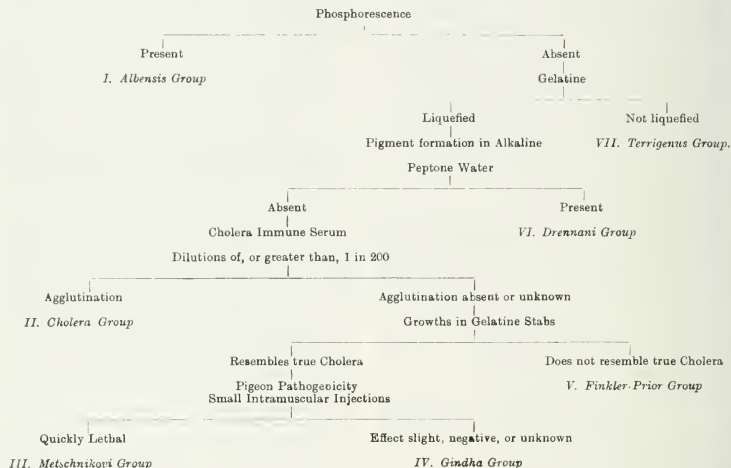 Phosphorescence
Present Absent
I. Albensis Group Gelatine
Liquefied Not liquefied
Pigment formation in Alkaline VII. Terrigenus Group.
Peptone Water
Absent Present
Cholera Immune Serum VI. Drennani Group
Dilutions of, or greater than, 1 in 200
Agglutination Agglutination absent or unknown
II. Cholera Group Growths in Gelatine Stabs
Resembles true Cholera Does not resemble true Cholera
Pigeon Pathogenicity V. Finkler-Prior Group
Small Intramuscular Injections
Quickly Lethal Effect slight, negative, or unknown
III. Metschnikovi Group IV. Gindha Group